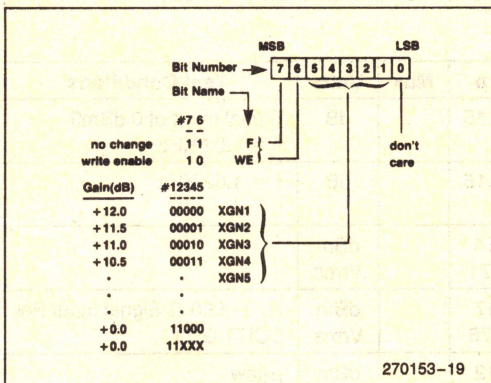 MSB LSB
Bit Number 7 6 5 4 3 2 1 0
Bit Name
#7 6
no change 1 1 F
write enable 1 0 WE
don't
care
Gain(dB) #12345
+12.0 00000 XGN1
+11.5 00001 XGN2
+11.0 00010 XGN3
+10.5 00011 XGN4
XGN5
+0.0 11000
+0.0 11XXX
270153-19